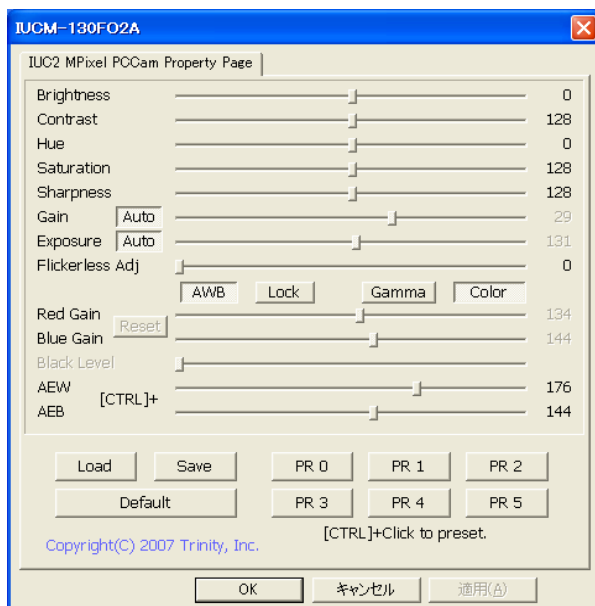 IUCM-130FO2A
IUC2 MPixel PCCam Property Page
Brightness 0
Contrast 128
Hue 0
Saturation 128
Sharpness 128
Gain Auto 29
Exposure Auto 131
Flickerless Adj 0
AWB Lock Gamma Color
Red Gain 134
Reset
Blue Gain 144
Black Level
AEW 176
[CTRL]+
AEB 144
Load Save PR 0 PR 1 PR 2
Default PR 3 PR 4 PR 5
[CTRL]+Click to preset.
Copyright(C) 2007 Trinity, Inc.
OK キャンセル 適用(A)